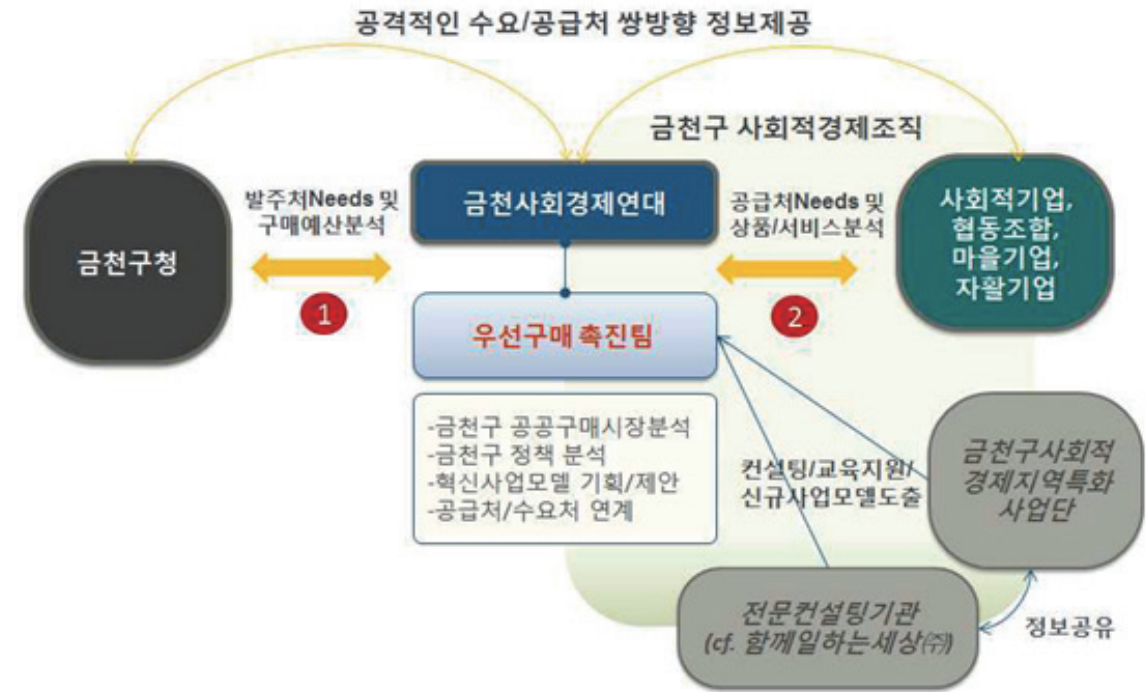 공격적인 수요/공급처 쌍방향 정보제공
금천구 사회적경제조직
금천구청
발주처Needs 및
구매예산분석
1
금천사회경제연대
우선구매 촉진팀
-금천구 공공구매시장분석
-금천구 정책 분석
-혁신사업모델 기획/제안
-공급처/수요처 연계
공급처Needs 및
상품/서비스분석
2
사회적기업,
협동조합,
마을기업,
자활기업
컨설팅/교육지원/
신규사업모델도출
금천구사회적
경제지역특화
사업단
전문컨설팅기관
(cf. 함께일하는세상㈜)
정보공유